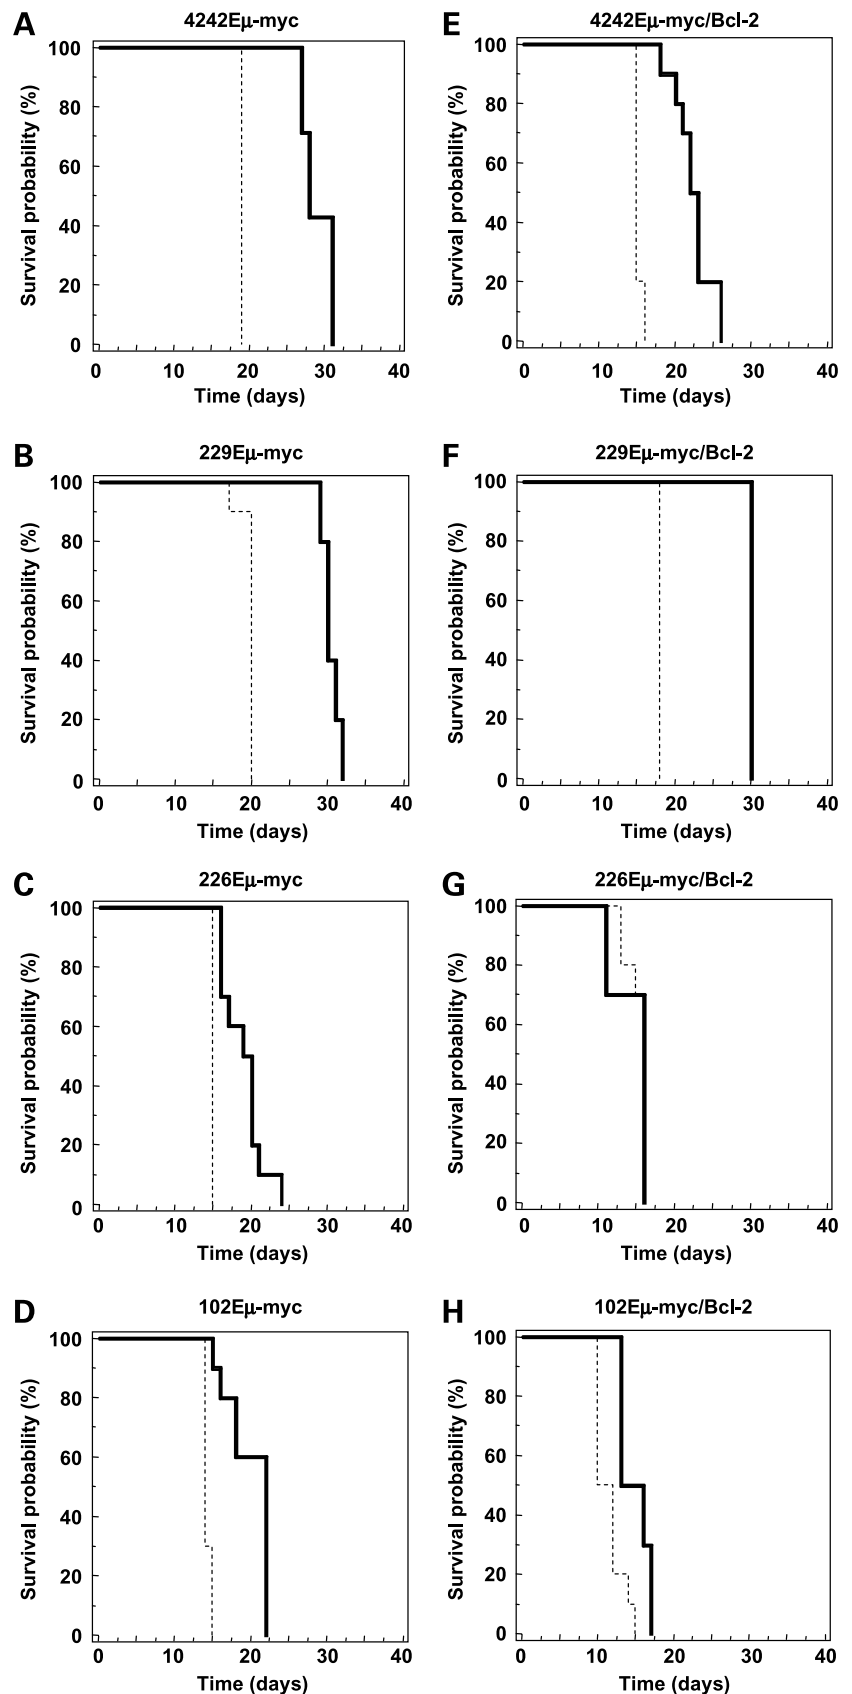 A
4242Eμ-myc
Survival probability (%)
100
80
60
40
20
0
0 10 20 30 40
Time (days)
E
4242Eμ-myc/Bcl-2
Survival probability (%)
100
80
60
40
20
0
0 10 20 30 40
Time (days)
B
229Eμ-myc
Survival probability (%)
100
80
60
40
20
0
0 10 20 30 40
Time (days)
F
229Eμ-myc/Bcl-2
Survival probability (%)
100
80
60
40
20
0
0 10 20 30 40
Time (days)
C
226Eμ-myc
Survival probability (%)
100
80
60
40
20
0
0 10 20 30 40
Time (days)
G
226Eμ-myc/Bcl-2
Survival probability (%)
100
80
60
40
20
0
0 10 20 30 40
Time (days)
D
102Eμ-myc
Survival probability (%)
100
80
60
40
20
0
0 10 20 30 40
Time (days)
H
102Eμ-myc/Bcl-2
Survival probability (%)
100
80
60
40
20
0
0 10 20 30 40
Time (days)